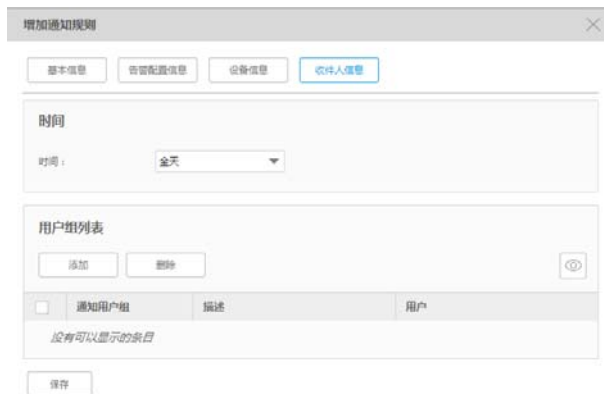 增加通知规则
基本信息 告警配置信息 设备信息 收件人信息
时间
时间： 全天
用户组列表
添加 删除
通知用户组 描述 用户
没有可以显示的条目
保存